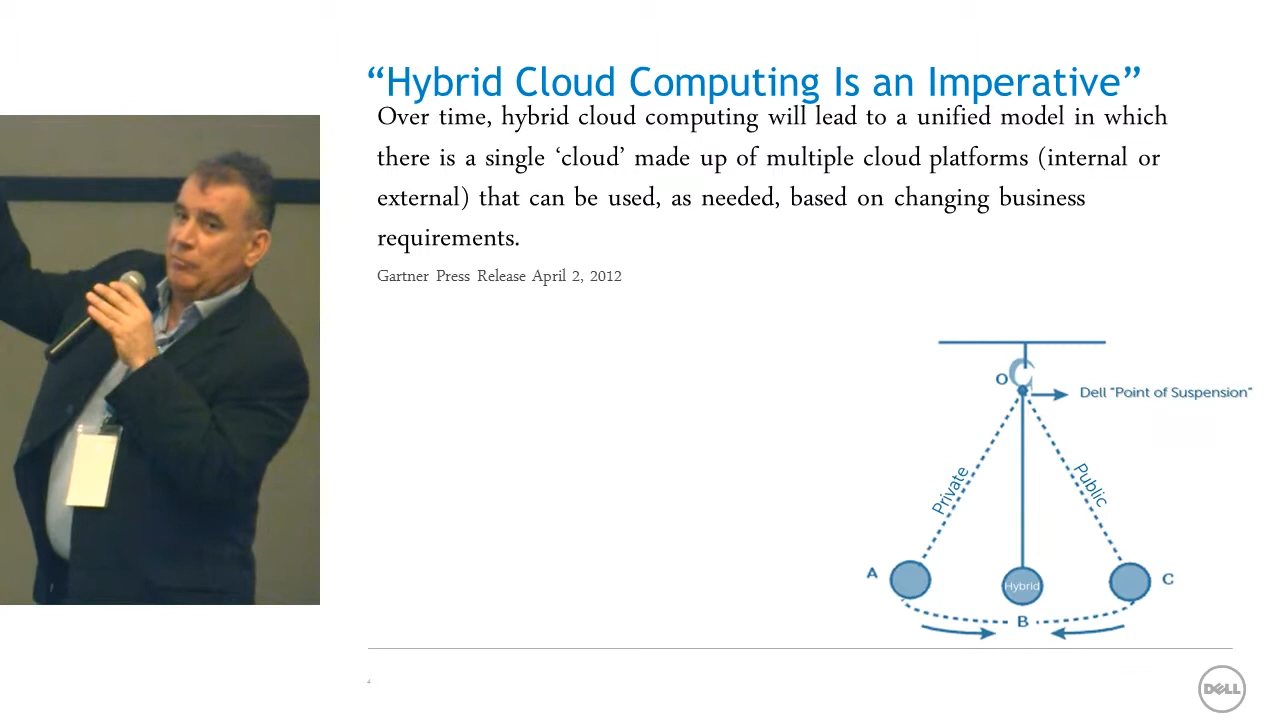 “Hybrid Cloud Computing Is an Imperative”
Over time, hybrid cloud computing will lead to a unified model in which
there is a single ‘cloud’ made up of multiple cloud platforms (internal or
external) that can be used, as needed, based on changing business
requirements.
Gartner Press Release April 2, 2012
O
Dell "Point of Suspension"
Private
Public
A
Hybrid
C
B
4
DELL